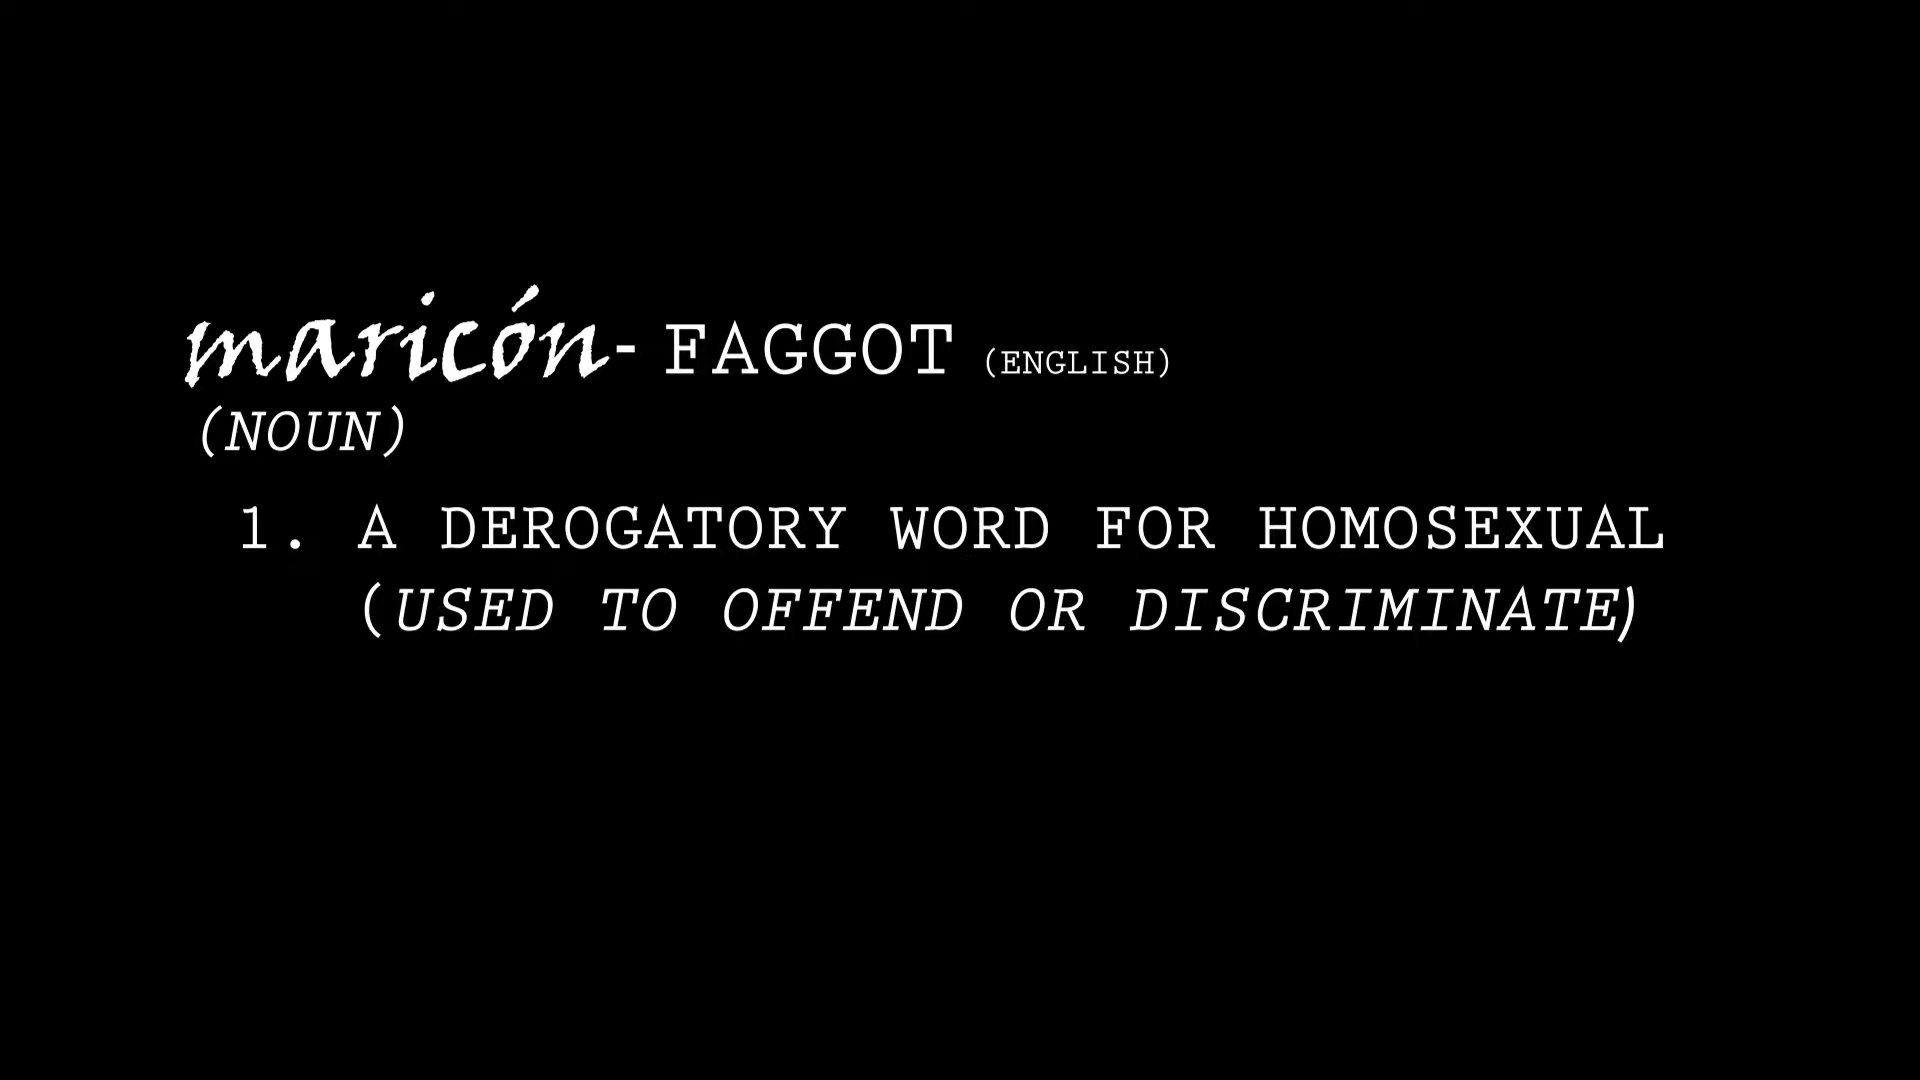 maricón- FAGGOT (ENGLISH)
(NOUN)
1. A DEROGATORY WORD FOR HOMOSEXUAL
(USED TO OFFEND OR DISCRIMINATE)